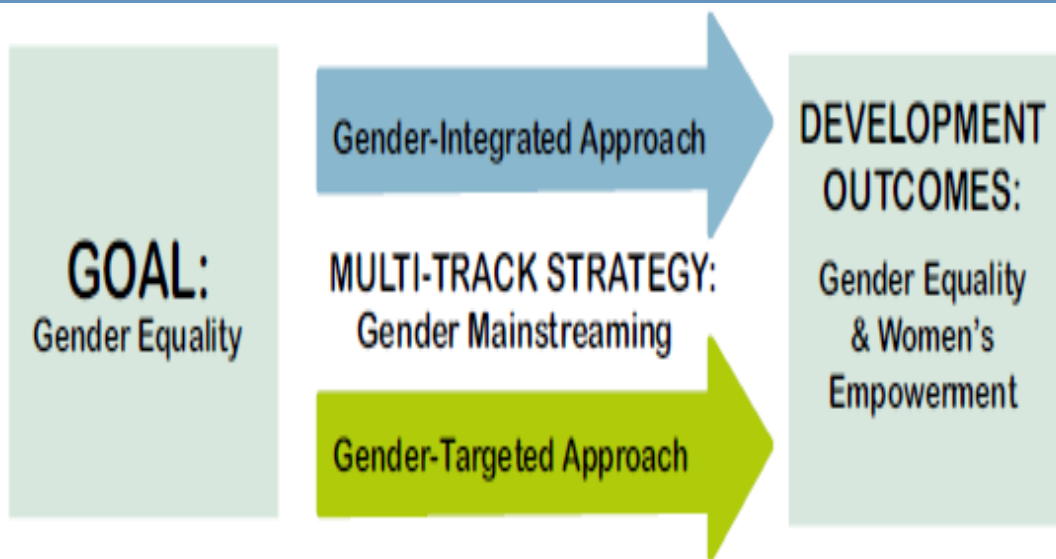 GOAL:
Gender Equality
Gender-Integrated Approach
MULTI-TRACK STRATEGY:
Gender Mainstreaming
Gender-Targeted Approach
DEVELOPMENT
OUTCOMES:
Gender Equality
& Women's
Empowerment